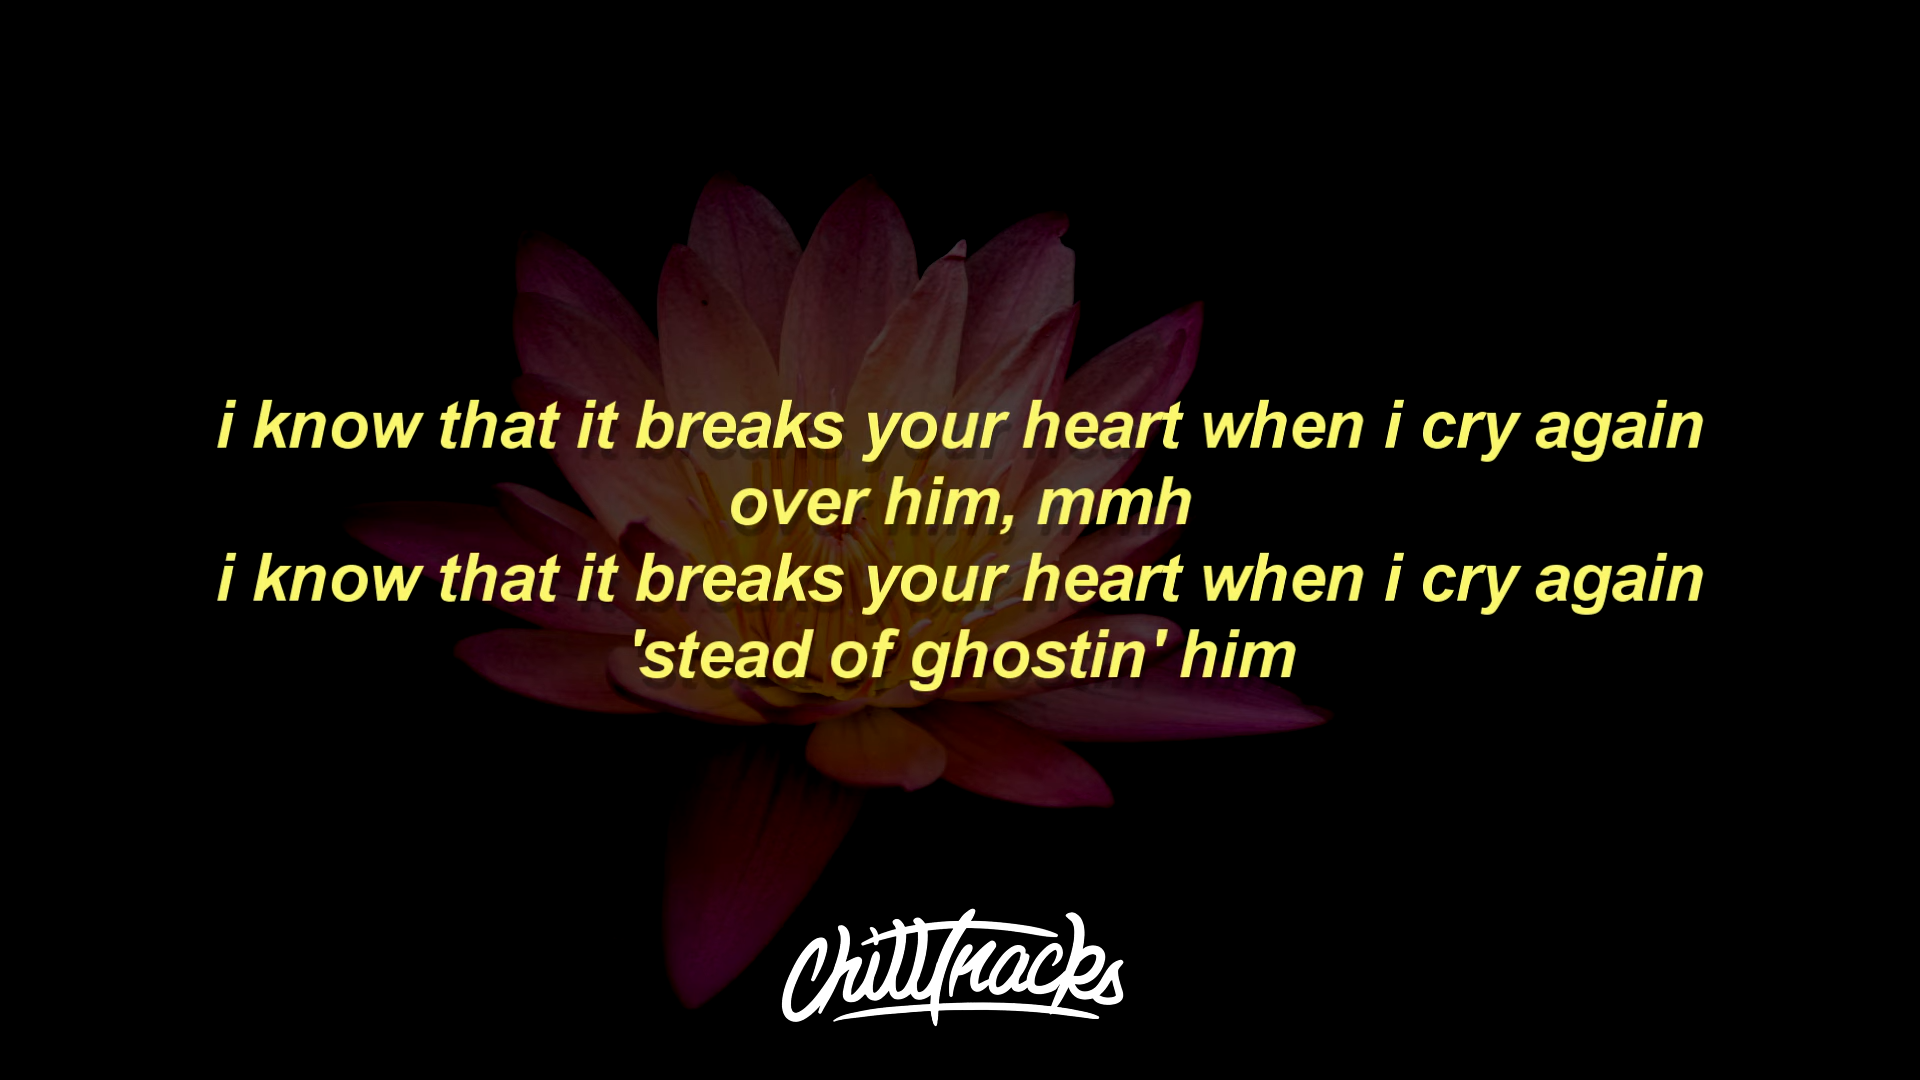 i know that it breaks your heart when i cry again
over him, mmh
i know that it breaks your heart when i cry again
'stead of ghostin' him
ChillTracks